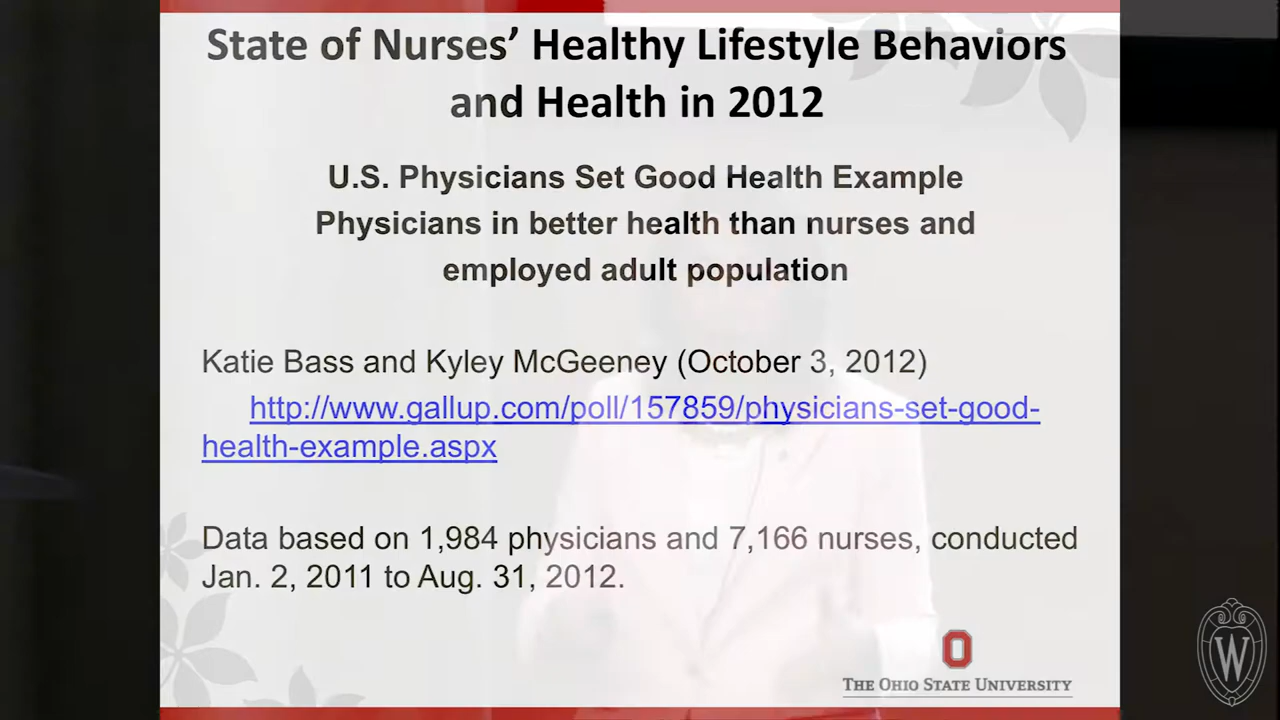 State of Nurses’ Healthy Lifestyle Behaviors
and Health in 2012
U.S. Physicians Set Good Health Example
Physicians in better health than nurses and
employed adult population
Katie Bass and Kyley McGeeney (October 3, 2012)
http://www.gallup.com/poll/157859/physicians-set-good-
health-example.aspx
Data based on 1,984 physicians and 7,166 nurses, conducted
Jan. 2, 2011 to Aug. 31, 2012.
O
THE OHIO STATE UNIVERSITY
W